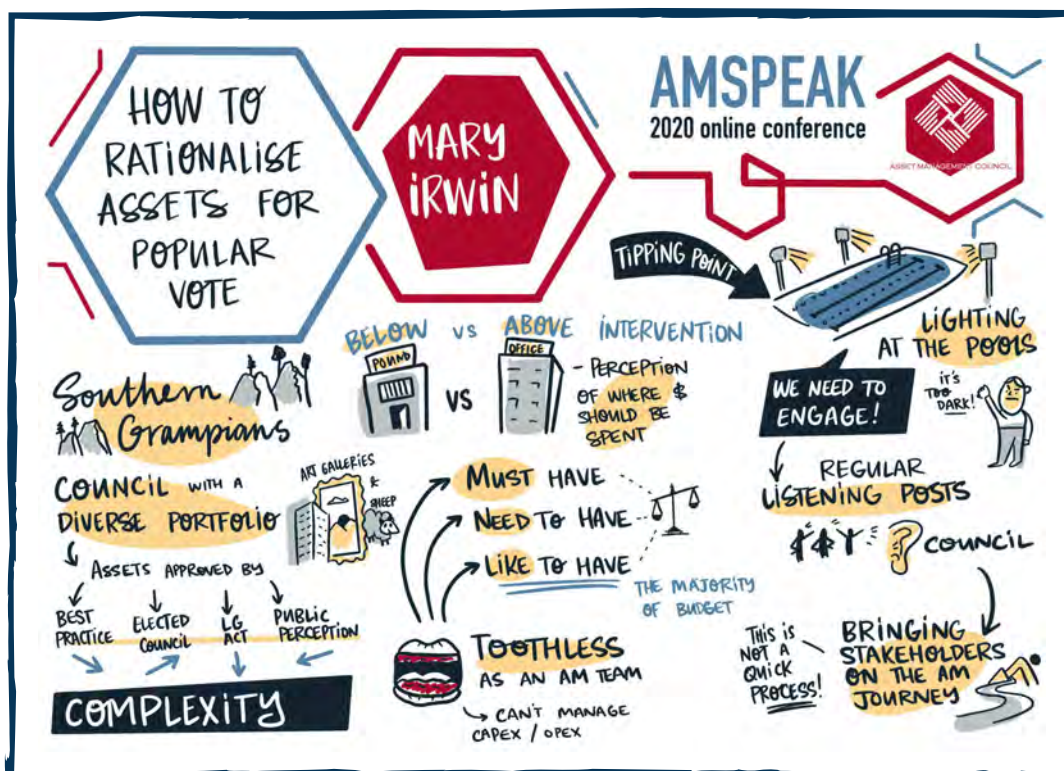 HOW TO
RATIONALISE
ASSETS FOR
POPULAR
VOTE
MARY
IRWIN
AMSPEAK
2020 online conference
ASSET MANAGEMENT COUNCIL
Southern
Grampians
COUNCIL WITH A
DIVERSE PORTFOLIO
ART GALLERIES
&
SHEEP
ASSETS APPROVED BY
BEST
PRACTICE
ELECTED
COUNCIL
LG
ACT
PUBLIC
PERCEPTION
COMPLEXITY
BELOW VS ABOVE INTERVENTION
POUND
VS
OFFICE
- PERCEPTION
OF WHERE $
SHOULD BE
SPENT
MUST HAVE
NEED TO HAVE
LIKE TO HAVE
THE MAJORITY
OF BUDGET
TOOTHLESS
AS AN AM TEAM
CAN'T MANAGE
CAPEX / OPEX
TIPPING POINT
LIGHTING
AT THE POOLS
IT'S
TOO
DARK!
WE NEED TO
ENGAGE!
REGULAR
LISTENING POSTS
COUNCIL
THIS IS
NOT A
QUICK
PROCESS!
BRINGING
STAKEHOLDERS
ON THE AM
JOURNEY